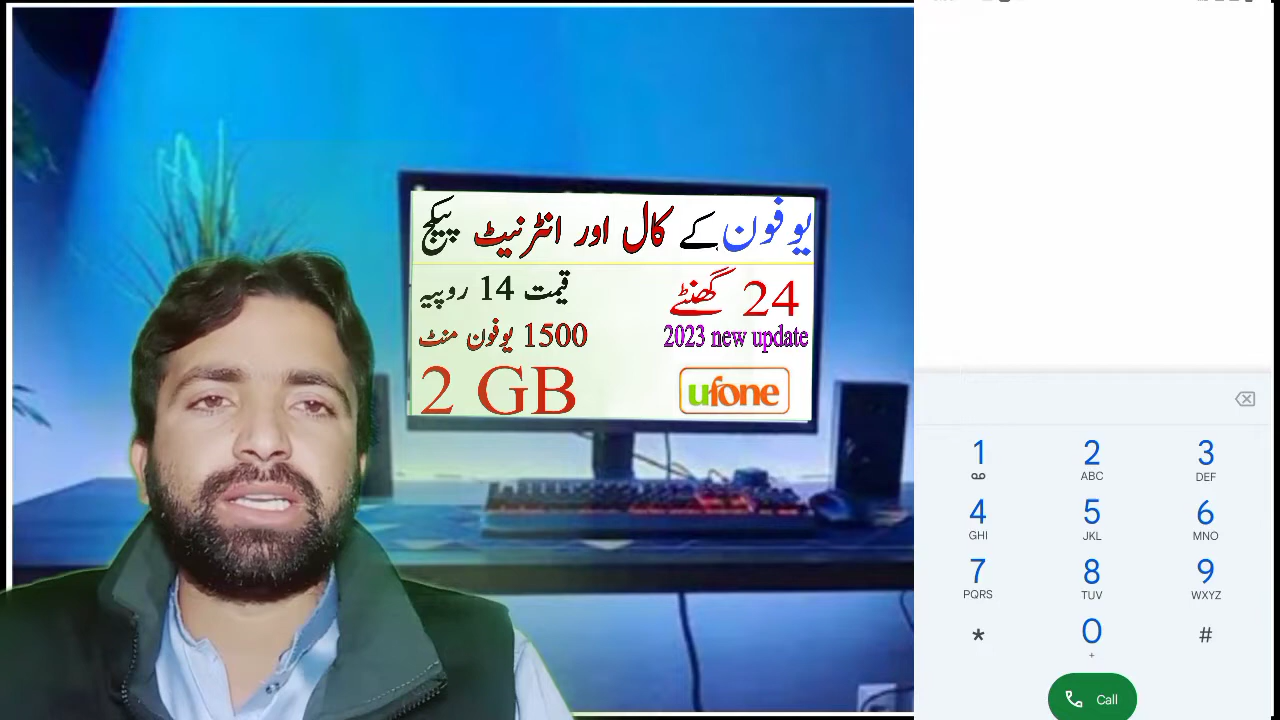 یوفون کے کال اور انٹرنیٹ پیکج
24 گھنٹے
قیمت 14 روپیہ
2023 new update
1500 یوفون منٹ
2 GB
ufone
1
2 ABC
3 DEF
4 GHI
5 JKL
6 MNO
7 PQRS
8 TUV
9 WXYZ
*
0 +
#
Call